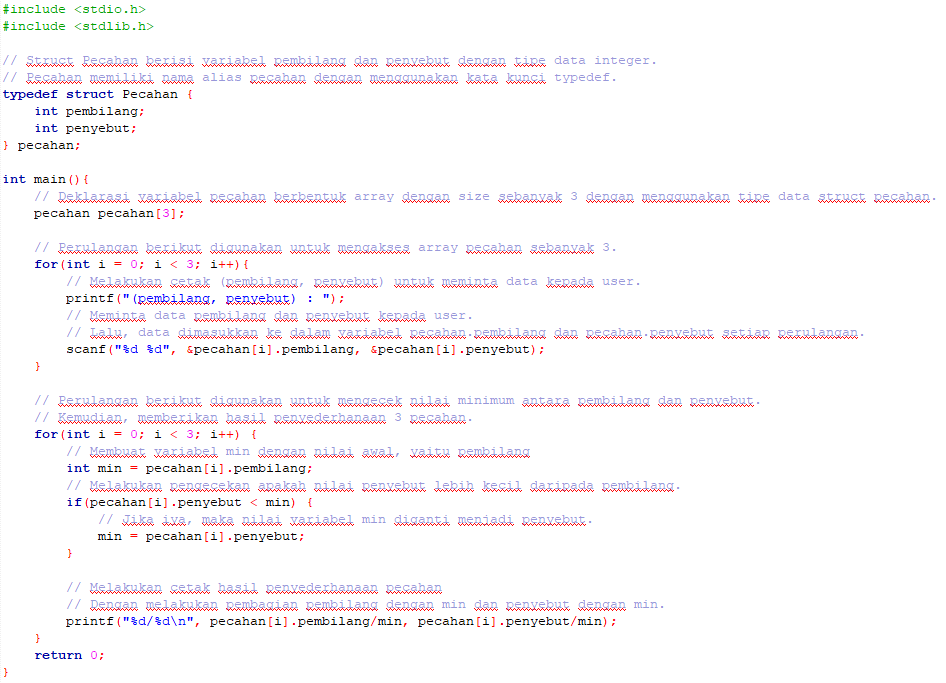 #include <stdio.h>
#include <stdlib.h>
// Struct Pecahan berisi variabel pembilang dan penyebut dengan tipe data integer.
// Pecahan memiliki nama alias pecahan dengan menggunakan kata kunci typedef.
typedef struct Pecahan {
    int pembilang;
    int penyebut;
} pecahan;
int main(){
    // Deklarasi variabel pecahan berbentuk array dengan size sebanyak 3 dengan menggunakan tipe data struct pecahan.
    pecahan pecahan[3];
    // Perulangan berikut digunakan untuk mengakses array pecahan sebanyak 3.
    for(int i = 0; i < 3; i++){
        // Melakukan cetak (pembilang, penyebut) untuk meminta data kepada user.
        printf("(pembilang, penyebut) : ");
        // Meminta data pembilang dan penyebut kepada user.
        // Lalu, data dimasukkan ke dalam variabel pecahan.pembilang dan pecahan.penyebut setiap perulangan.
        scanf("%d %d", &pecahan[i].pembilang, &pecahan[i].penyebut);
    }
    // Perulangan berikut digunakan untuk mengecek nilai minimum antara pembilang dan penyebut.
    // Kemudian, memberikan hasil penyederhanaan 3 pecahan.
    for(int i = 0; i < 3; i++) {
        // Membuat variabel min dengan nilai awal, yaitu pembilang
        int min = pecahan[i].pembilang;
        // Melakukan pengecekan apakah nilai penyebut lebih kecil daripada pembilang.
        if(pecahan[i].penyebut < min) {
            // Jika iya, maka nilai variabel min diganti menjadi penyebut.
            min = pecahan[i].penyebut;
        }
        // Melakukan cetak hasil penyederhanaan pecahan
        // Dengan melakukan pembagian pembilang dengan min dan penyebut dengan min.
        printf("%d/%d\n", pecahan[i].pembilang/min, pecahan[i].penyebut/min);
    }
    return 0;
}